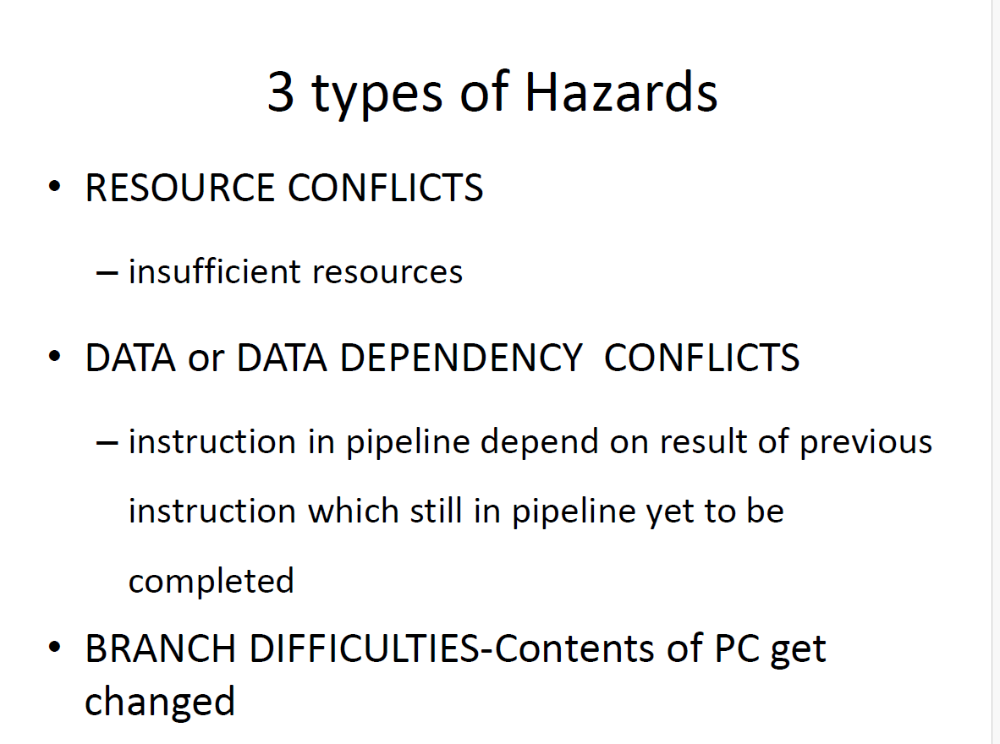 3 types of Hazards
• RESOURCE CONFLICTS
– insufficient resources
• DATA or DATA DEPENDENCY  CONFLICTS
– instruction in pipeline depend on result of previous
instruction which still in pipeline yet to be
completed
• BRANCH DIFFICULTIES-Contents of PC get
changed